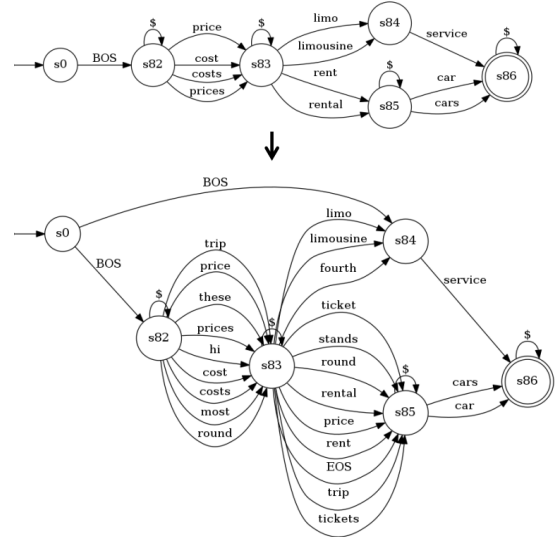 $ $ limo s84 $
price limousine service
s0 BOS s82 cost s83 rent car s86
costs $
prices rental s85 cars
BOS
s0 limo
limousine s84
BOS trip fourth
$ price service
these $ ticket
s82 prices stands $
hi s83 round $ s86
cost rental cars
costs price s85 car
most rent
round EOS
trip
tickets